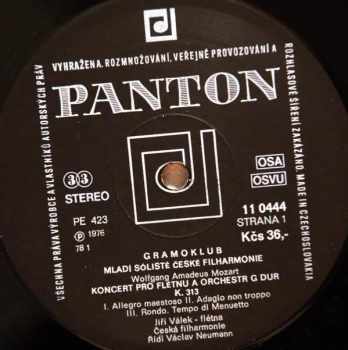 VŠECHNA PRÁVA VÝROBCE A VLASTNÍKŮ AUTORSKÝCH PRÁV VYHRAŽENA. ROZMNOŽOVÁNÍ, VEŘEJNÉ PROVOZOVÁNÍ A ROZHLASOVÉ ŠÍŘENÍ ZAKÁZÁNO. MADE IN CZECHOSLOVAKIA
PANTON
33
STEREO
OSA
OSVU
PE 423
℗ 1976
78 1
11 0444
STRANA 1
Kčs 36,-
GRAMOKLUB
MLADÍ SÓLISTÉ ČESKÉ FILHARMONIE
Wolfgang Amadeus Mozart
KONCERT PRO FLÉTNU A ORCHESTR G DUR
K. 313
I. Allegro maestoso II. Adagio non troppo
III. Rondo. Tempo di Menuetto
Jiří Válek - flétna
Česká filharmonie
Řídí Václav Neumann